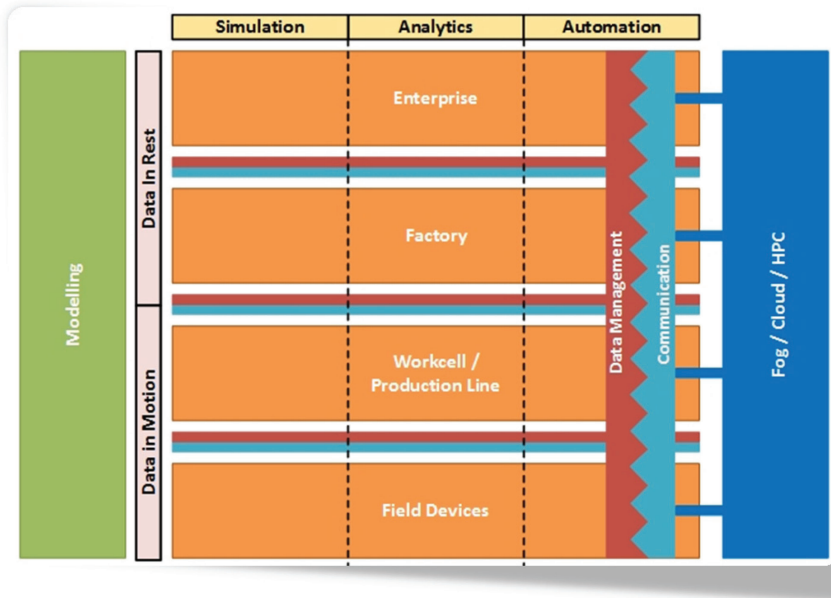 Simulation
Analytics
Automation
Modelling
Data In Rest
Data in Motion
Enterprise
Factory
Workcell /
Production Line
Field Devices
Data Management
Communication
Fog / Cloud / HPC